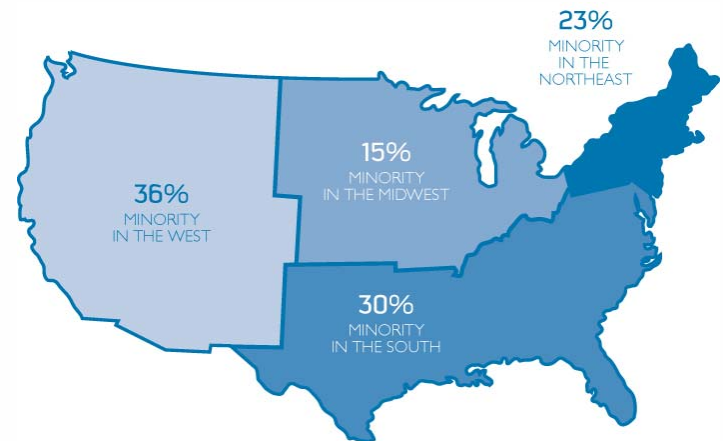 23%
MINORITY
IN THE
NORTHEAST
15%
MINORITY
IN THE MIDWEST
36%
MINORITY
IN THE WEST
30%
MINORITY
IN THE SOUTH